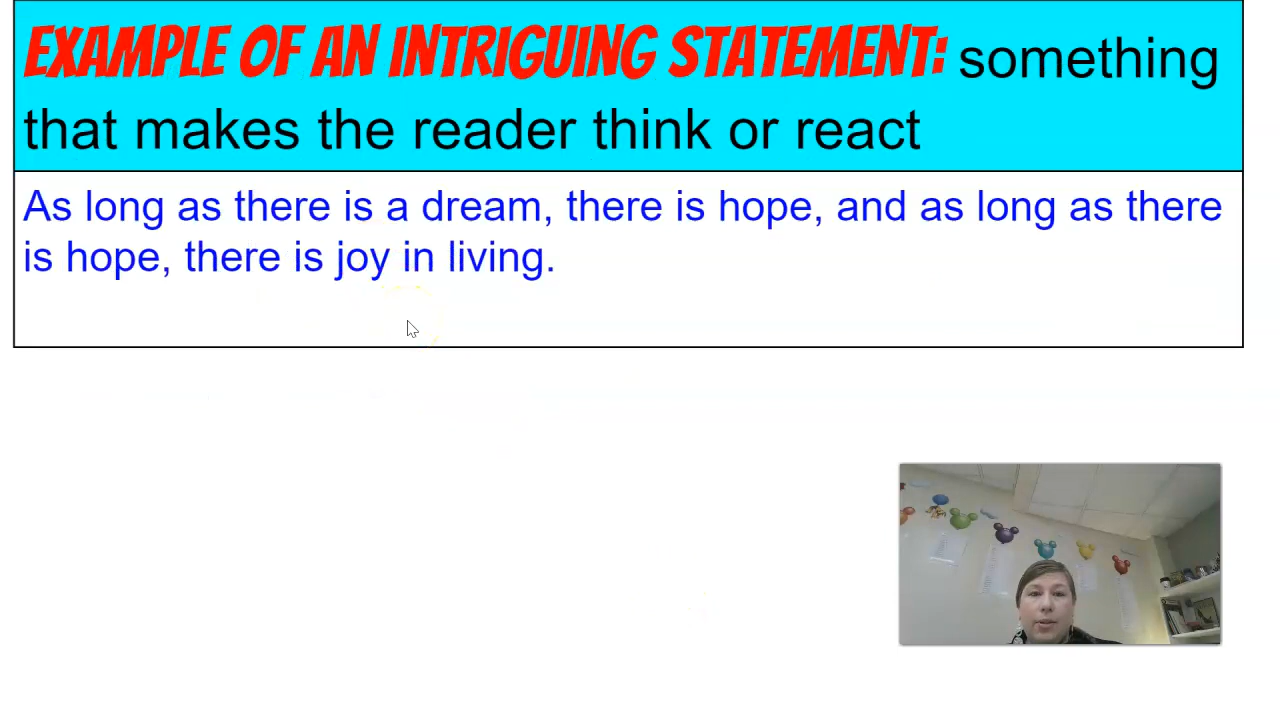 EXAMPLE OF AN INTRIGUING STATEMENT: something
that makes the reader think or react
As long as there is a dream, there is hope, and as long as there
is hope, there is joy in living.